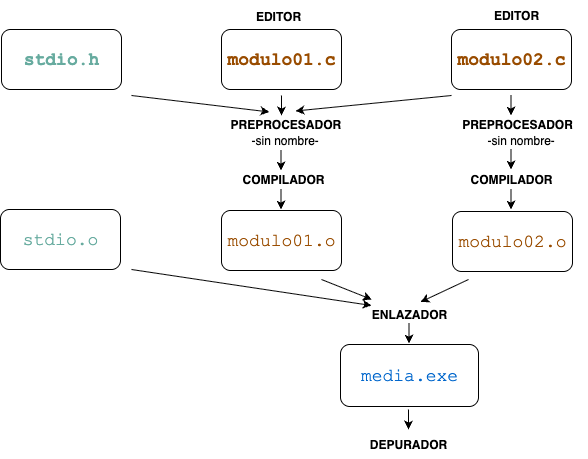 EDITOR
EDITOR
stdio.h
modulo01.c
modulo02.c
PREPROCESADOR
-sin nombre-
PREPROCESADOR
-sin nombre-
COMPILADOR
COMPILADOR
stdio.o
modulo01.o
modulo02.o
ENLAZADOR
media.exe
DEPURADOR